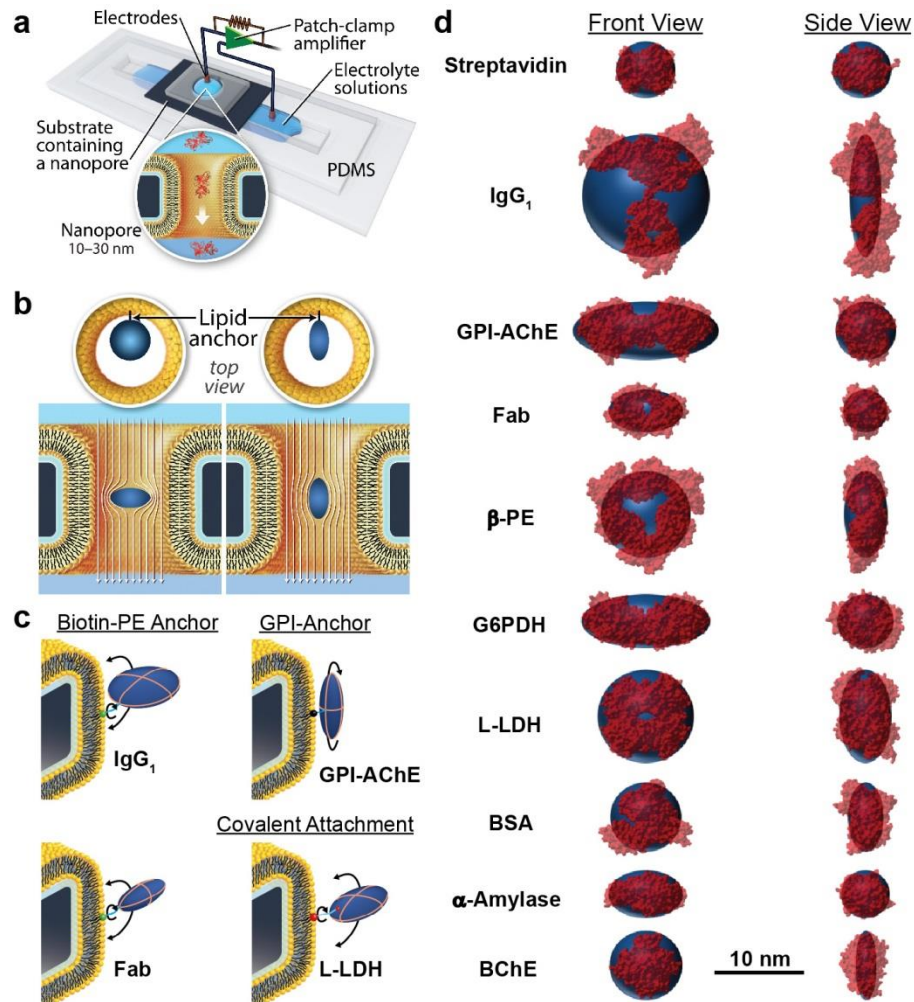 a
Electrodes
Patch-clamp
amplifier
Electrolyte
solutions
Substrate
containing
a nanopore
PDMS
Nanopore
10–30 nm
b
Lipid
anchor
top
view
c
Biotin-PE Anchor
GPI-Anchor
IgG₁
GPI-AChE
Covalent Attachment
Fab
L-LDH
d
Front View
Side View
Streptavidin
IgG₁
GPI-AChE
Fab
β-PE
G6PDH
L-LDH
BSA
α-Amylase
BChE
10 nm